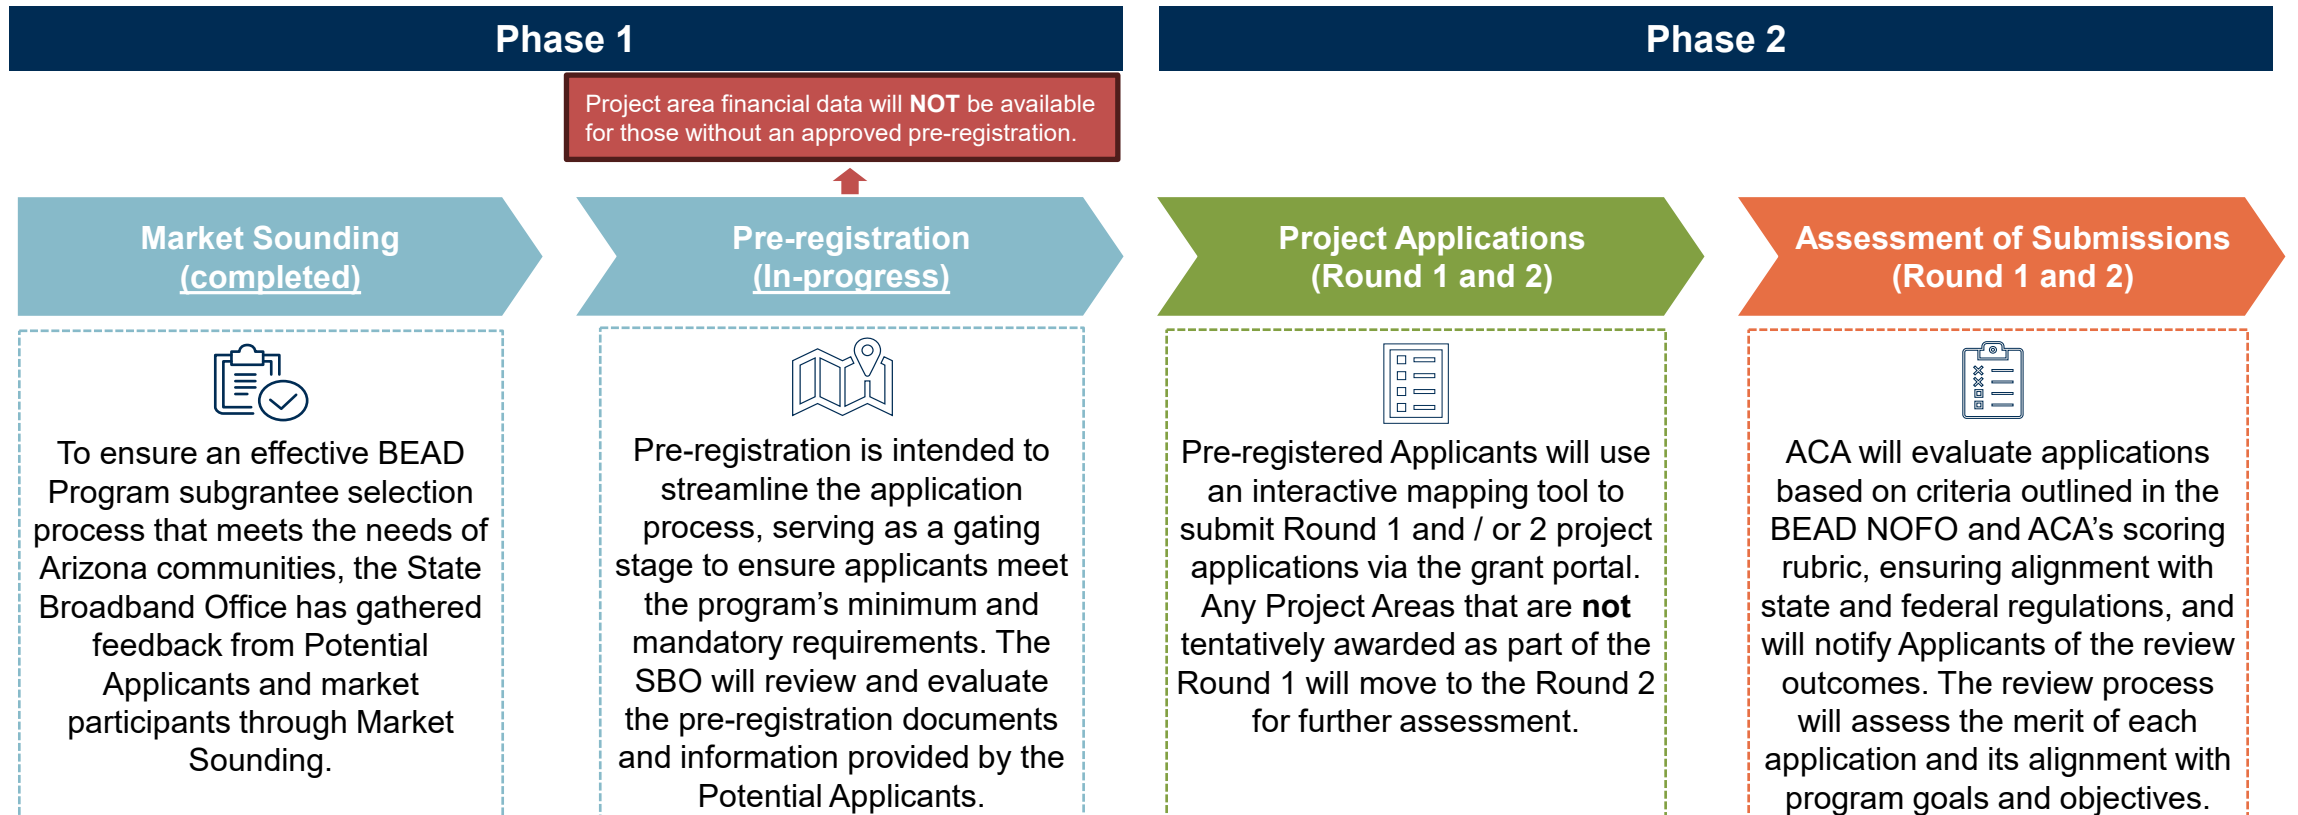 Phase 1
Phase 2
Project area financial data will NOT be available
for those without an approved pre-registration.
Market Sounding
(completed)
Pre-registration
(In-progress)
Project Applications
(Round 1 and 2)
Assessment of Submissions
(Round 1 and 2)
To ensure an effective BEAD
Program subgrantee selection
process that meets the needs of
Arizona communities, the State
Broadband Office has gathered
feedback from Potential
Applicants and market
participants through Market
Sounding.
Pre-registration is intended to
streamline the application
process, serving as a gating
stage to ensure applicants meet
the program’s minimum and
mandatory requirements. The
SBO will review and evaluate
the pre-registration documents
and information provided by the
Potential Applicants.
Pre-registered Applicants will use
an interactive mapping tool to
submit Round 1 and / or 2 project
applications via the grant portal.
Any Project Areas that are not
tentatively awarded as part of the
Round 1 will move to the Round 2
for further assessment.
ACA will evaluate applications
based on criteria outlined in the
BEAD NOFO and ACA’s scoring
rubric, ensuring alignment with
state and federal regulations, and
will notify Applicants of the review
outcomes. The review process
will assess the merit of each
application and its alignment with
program goals and objectives.